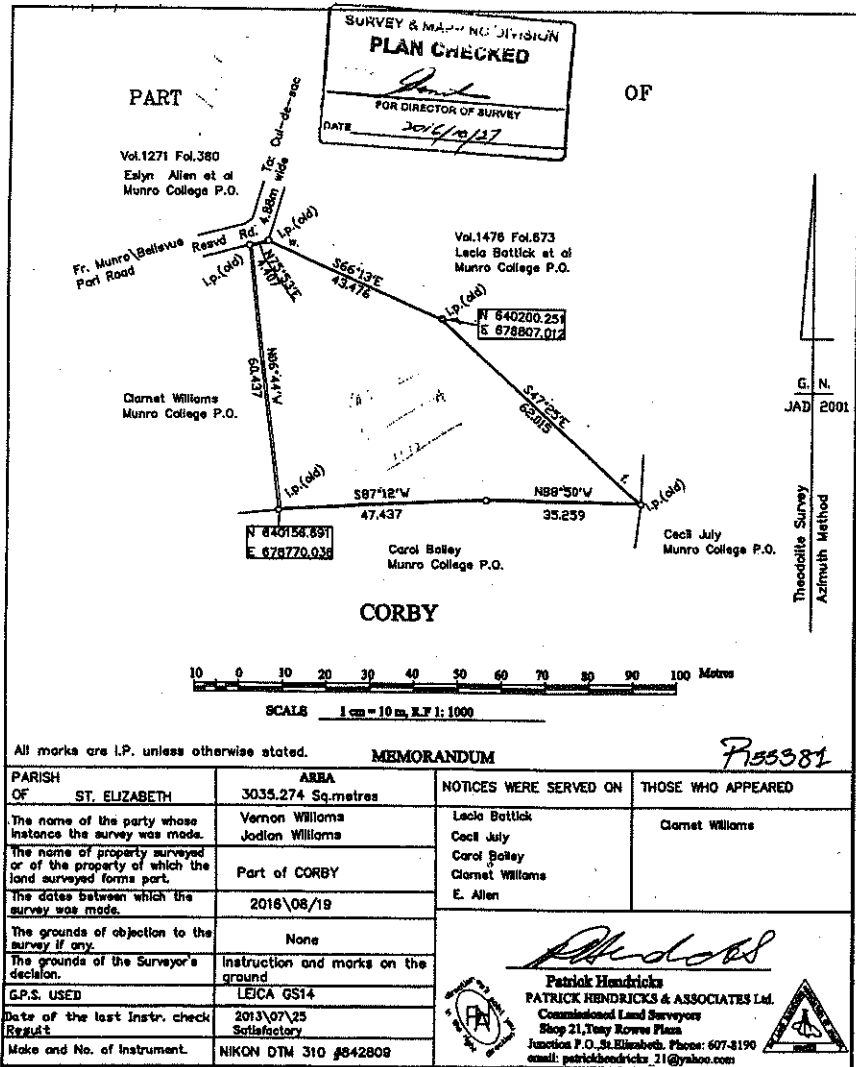 SURVEY & MAPPING DIVISION
PLAN CHECKED
FOR DIRECTOR OF SURVEY
DATE 2016/10/27
PART
OF
Vol.1271 Fol.380
Eslyn Allen et al
Munro College P.O.
To: Cul-de-sac
4.88m wide
Resvd Rd.
Fr. Munro\Bellevue
Pari Road
I.p.(old)
I.p.(old)
N73°53'E
4.407
S66°13'E
43.476
Vol.1476 Fol.673
Lecia Battick et al
Munro College P.O.
I.p.(old)
N 640200.251
E 678807.012
N06°44'W
60.437
Clarnet Williams
Munro College P.O.
S47°25'E
62.015
G. N.
JAD 2001
Theodolite Survey
Azimuth Method
I.p.(old)
S87°12'W
47.437
N88°50'W
35.259
I.p.(old)
N 640156.691
E 678770.036
Carol Bailey
Munro College P.O.
Cecil July
Munro College P.O.
CORBY
10 0 10 20 30 40 50 60 70 80 90 100 Metres
SCALE 1 cm = 10 m, R.F 1: 1000
All marks are I.P. unless otherwise stated.
MEMORANDUM
P155381
PARISH
OF ST. ELIZABETH
AREA
3035.274 Sq.metres
NOTICES WERE SERVED ON
THOSE WHO APPEARED
The name of the party whose
instance the survey was made.
Vernon Williams
Jodian Williams
Lecia Battick
Cecil July
Carol Bailey
Clarnet Williams
E. Allen
Clarnet Williams
The name of property surveyed
or of the property of which the
land surveyed forms part.
Part of CORBY
The dates between which the
survey was made.
2016\08/19
The grounds of objection to the
survey if any.
None
The grounds of the Surveyor's
decision.
Instruction and marks on the
ground
G.P.S. USED
LEICA GS14
Date of the last Instr. check
Result
2013\07\25
Satisfactory
Make and No. of Instrument.
NIKON DTM 310 #842809
Patrick Hendricks
PATRICK HENDRICKS & ASSOCIATES Ltd.
Commissioned Land Surveyors
Shop 21,Tony Rowes Plaza
Junction P.O.,St.Elizabeth. Phone: 607-8190
email: patrickhendricks_21@yahoo.com